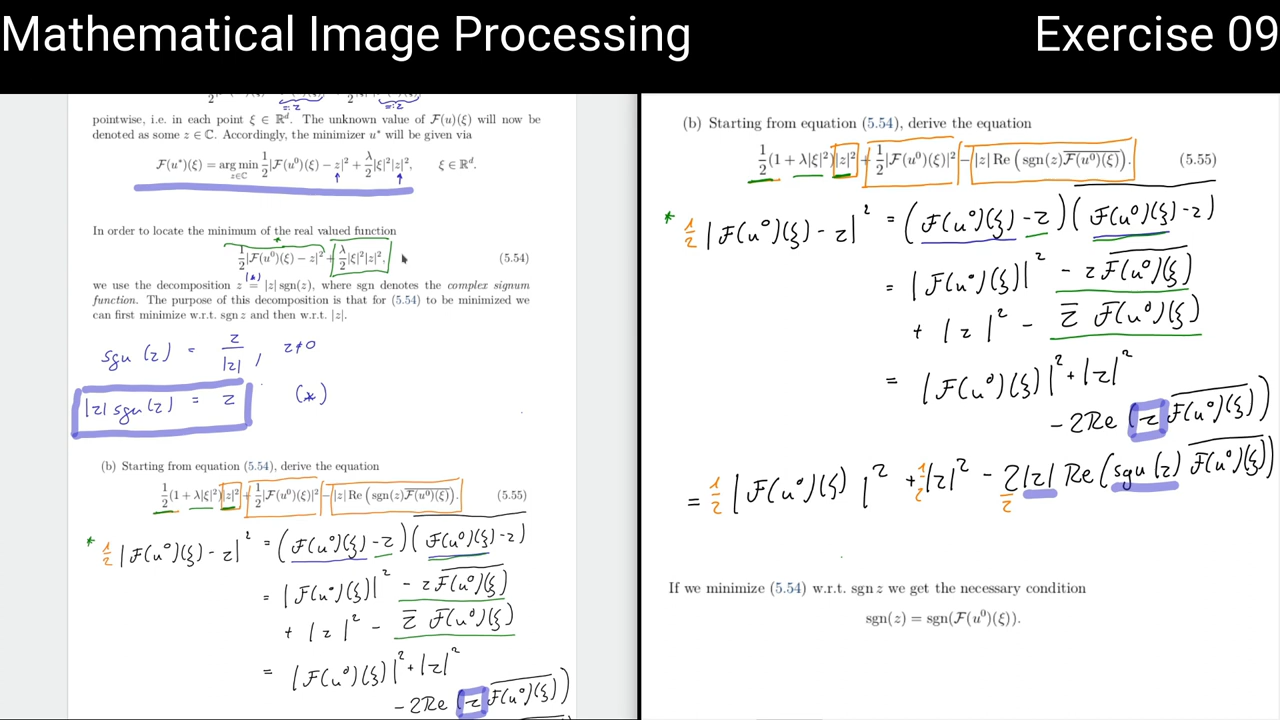 Mathematical Image Processing
Exercise 09
pointwise, i.e. in each point ξ ∈ ℝᵈ. The unknown value of ℱ(u)(ξ) will now be
denoted as some z ∈ ℂ. Accordingly, the minimizer u* will be given via
ℱ(u*)(ξ) = arg min_{z∈ℂ} 1/2|ℱ(u⁰)(ξ) − z|² + λ/2|ξ|²|z|², ξ ∈ ℝᵈ.
In order to locate the minimum of the real valued function
*
1/2|ℱ(u⁰)(ξ) − z|² + λ/2|ξ|²|z|², (5.54)
(*)
we use the decomposition z = |z| sgn(z), where sgn denotes the complex signum
function. The purpose of this decomposition is that for (5.54) to be minimized we
can first minimize w.r.t. sgn z and then w.r.t. |z|.
sgn(z) = z/|z|, z≠0
|z| sgn(z) = z (*)
(b) Starting from equation (5.54), derive the equation
1/2(1 + λ|ξ|²)|z|² + 1/2|ℱ(u⁰)(ξ)|² − |z| Re(sgn(z)\overline{ℱ(u⁰)(ξ)}). (5.55)
* 1/2 |ℱ(u⁰)(ξ) − z|² = (ℱ(u⁰)(ξ) − z)(\overline{ℱ(u⁰)(ξ) − z})
= |ℱ(u⁰)(ξ)|² − z\overline{ℱ(u⁰)(ξ)}
+ |z|² − \overline{z} ℱ(u⁰)(ξ)
= |ℱ(u⁰)(ξ)|² + |z|²
− 2Re(z \overline{ℱ(u⁰)(ξ)})
(b) Starting from equation (5.54), derive the equation
1/2(1 + λ|ξ|²)|z|² + 1/2|ℱ(u⁰)(ξ)|² − |z| Re(sgn(z)\overline{ℱ(u⁰)(ξ)}). (5.55)
* 1/2 |ℱ(u⁰)(ξ) − z|² = (ℱ(u⁰)(ξ) − z)(\overline{ℱ(u⁰)(ξ) − z})
= |ℱ(u⁰)(ξ)|² − z\overline{ℱ(u⁰)(ξ)}
+ |z|² − \overline{z} ℱ(u⁰)(ξ)
= |ℱ(u⁰)(ξ)|² + |z|²
− 2Re(z \overline{ℱ(u⁰)(ξ)})
= 1/2 |ℱ(u⁰)(ξ)|² + 1/2|z|² − 2/2|z| Re(sgn(z) \overline{ℱ(u⁰)(ξ)})
If we minimize (5.54) w.r.t. sgn z we get the necessary condition
sgn(z) = sgn(ℱ(u⁰)(ξ)).